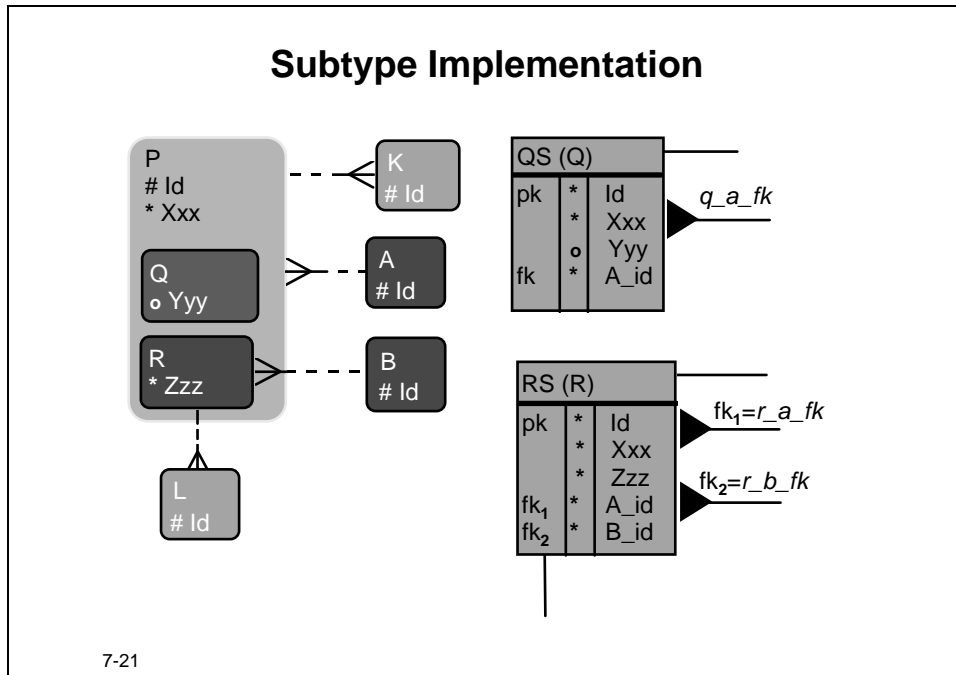 Subtype Implementation
P
# Id
* Xxx
Q
o Yyy
R
* Zzz
K
# Id
A
# Id
B
# Id
L
# Id
QS (Q)
pk * Id
* Xxx
o Yyy
fk * A_id
q_a_fk
RS (R)
pk * Id
* Xxx
* Zzz
fk₁ * A_id
fk₂ * B_id
fk₁=r_a_fk
fk₂=r_b_fk
7-21